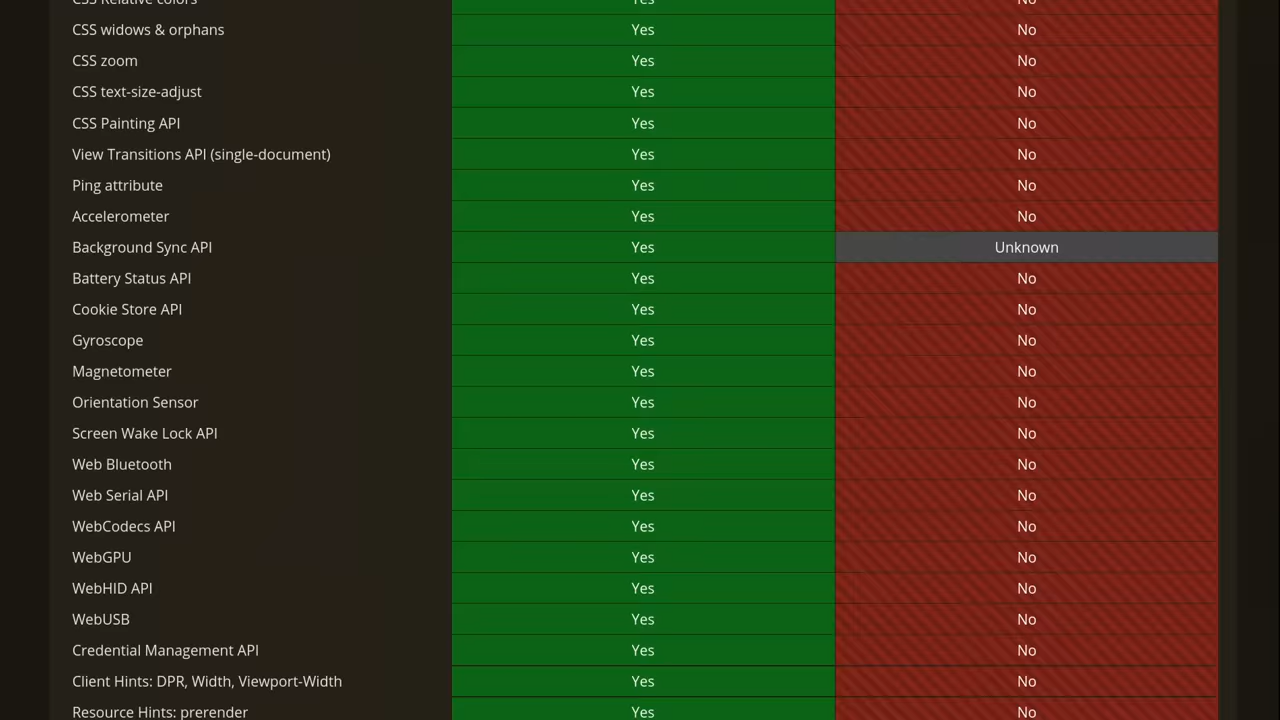 CSS Relative colors Yes No
CSS widows & orphans Yes No
CSS zoom Yes No
CSS text-size-adjust Yes No
CSS Painting API Yes No
View Transitions API (single-document) Yes No
Ping attribute Yes No
Accelerometer Yes No
Background Sync API Yes Unknown
Battery Status API Yes No
Cookie Store API Yes No
Gyroscope Yes No
Magnetometer Yes No
Orientation Sensor Yes No
Screen Wake Lock API Yes No
Web Bluetooth Yes No
Web Serial API Yes No
WebCodecs API Yes No
WebGPU Yes No
WebHID API Yes No
WebUSB Yes No
Credential Management API Yes No
Client Hints: DPR, Width, Viewport-Width Yes No
Resource Hints: prerender Yes No